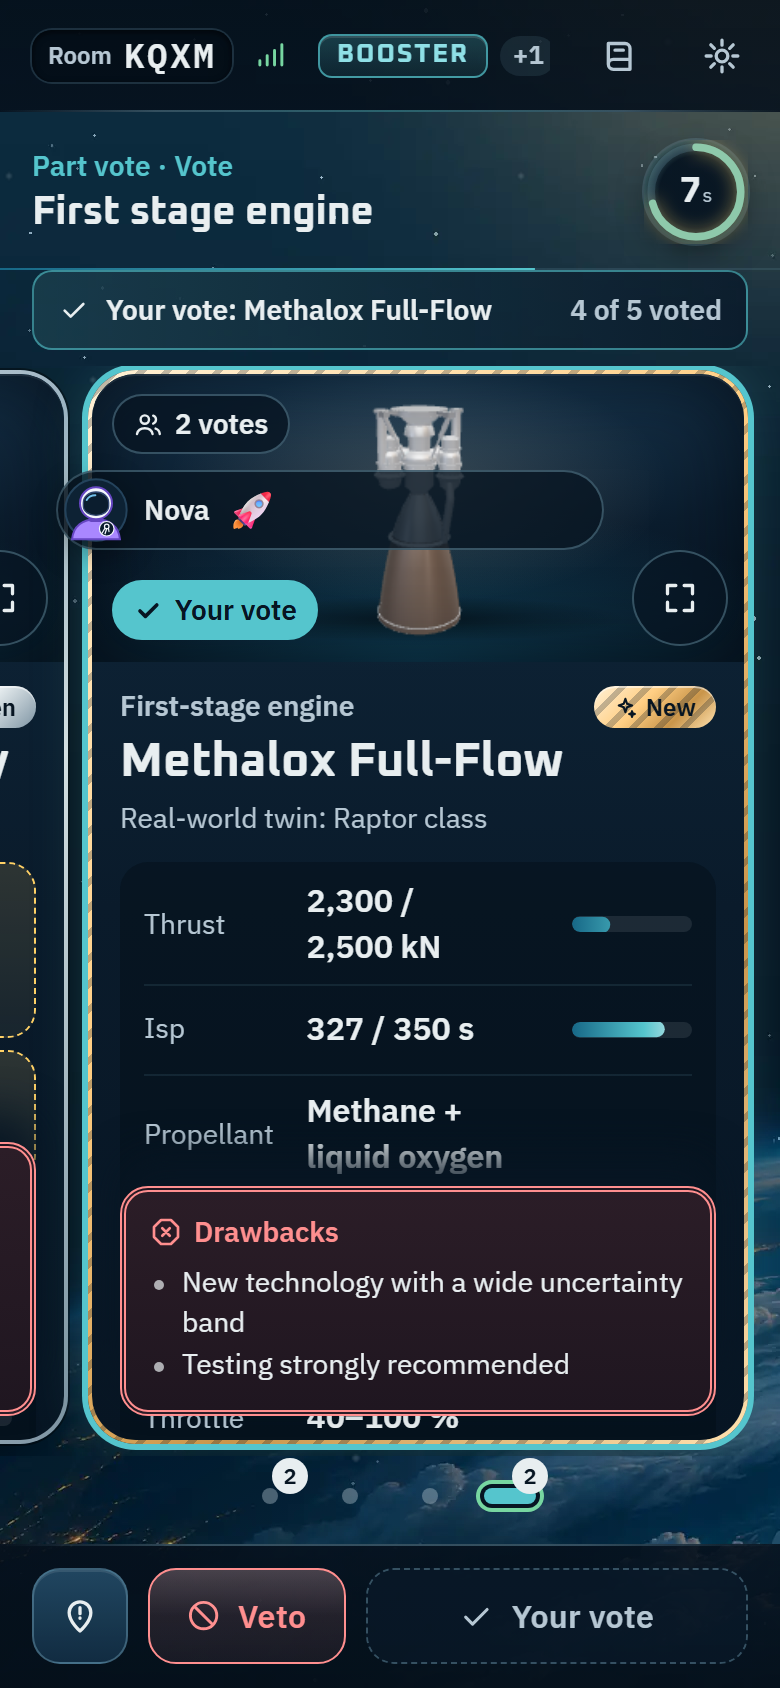 Room KQXM
BOOSTER
+1
Part vote · Vote
First stage engine
7s
Your vote: Methalox Full-Flow
4 of 5 voted
2 votes
Nova
Your vote
First-stage engine
New
Methalox Full-Flow
Real-world twin: Raptor class
Thrust
2,300 /
2,500 kN
Isp
327 / 350 s
Propellant
Methane +
liquid oxygen
Drawbacks
New technology with a wide uncertainty
band
Testing strongly recommended
Throttle
40–100 %
2
2
Veto
Your vote